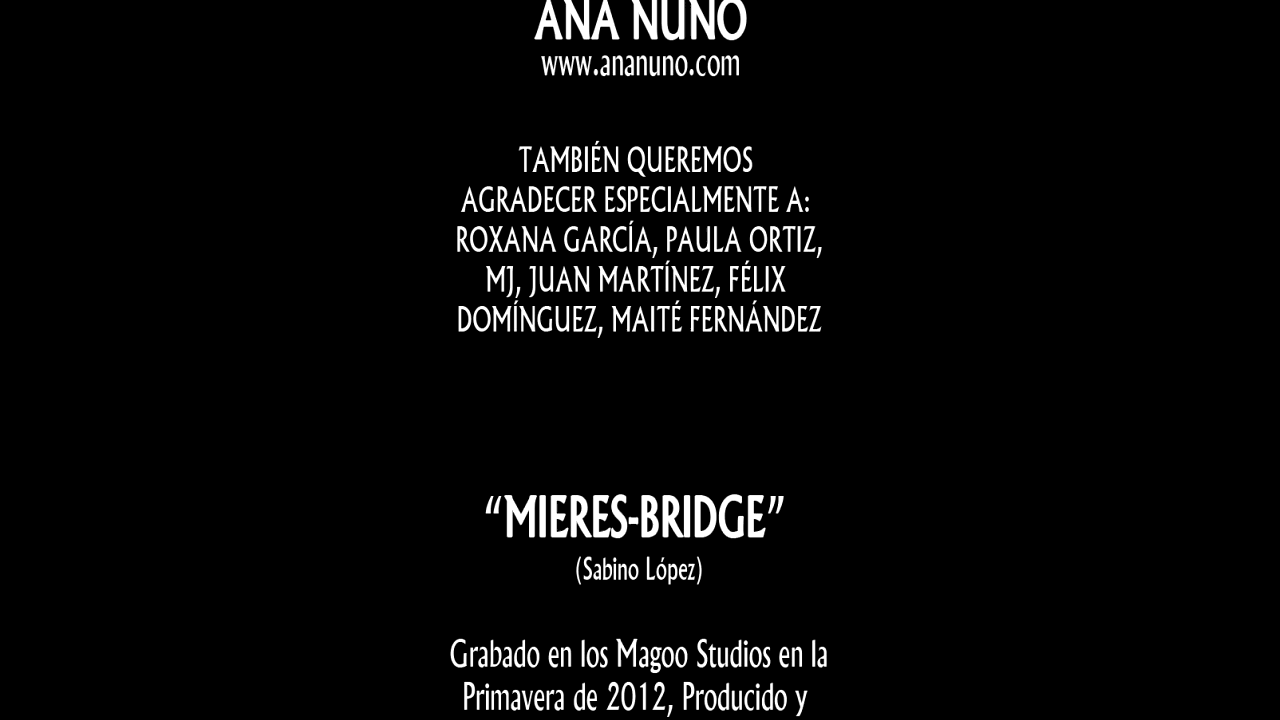 ANA NUNO
www.ananuno.com
TAMBIÉN QUEREMOS
AGRADECER ESPECIALMENTE A:
ROXANA GARCÍA, PAULA ORTIZ,
MJ, JUAN MARTÍNEZ, FÉLIX
DOMÍNGUEZ, MAITÉ FERNÁNDEZ
“MIERES-BRIDGE”
(Sabino López)
Grabado en los Magoo Studios en la
Primavera de 2012, Producido y